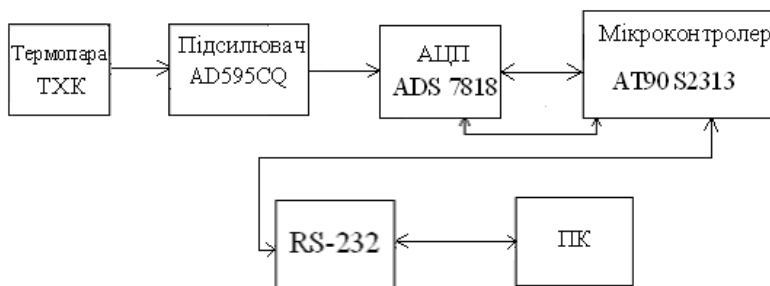 Термопара
ТХК
Підсилювач
AD595CQ
АЦП
ADS 7818
Мікроконтролер
AT90 S2313
RS-232
ПК